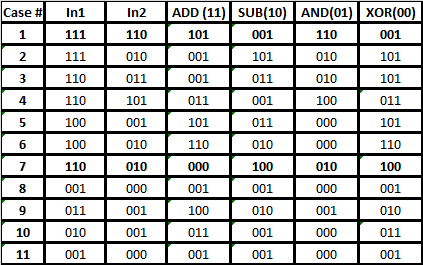 Case # In1 In2 ADD (11) SUB(10) AND(01) XOR(00)
1 111 110 101 001 110 001
2 111 010 001 101 010 101
3 110 011 001 011 010 101
4 110 101 011 001 100 011
5 100 001 101 011 000 101
6 100 010 110 010 000 110
7 110 010 000 100 010 100
8 001 000 001 001 000 001
9 011 001 100 010 001 010
10 010 001 011 001 000 011
11 001 000 001 001 000 001